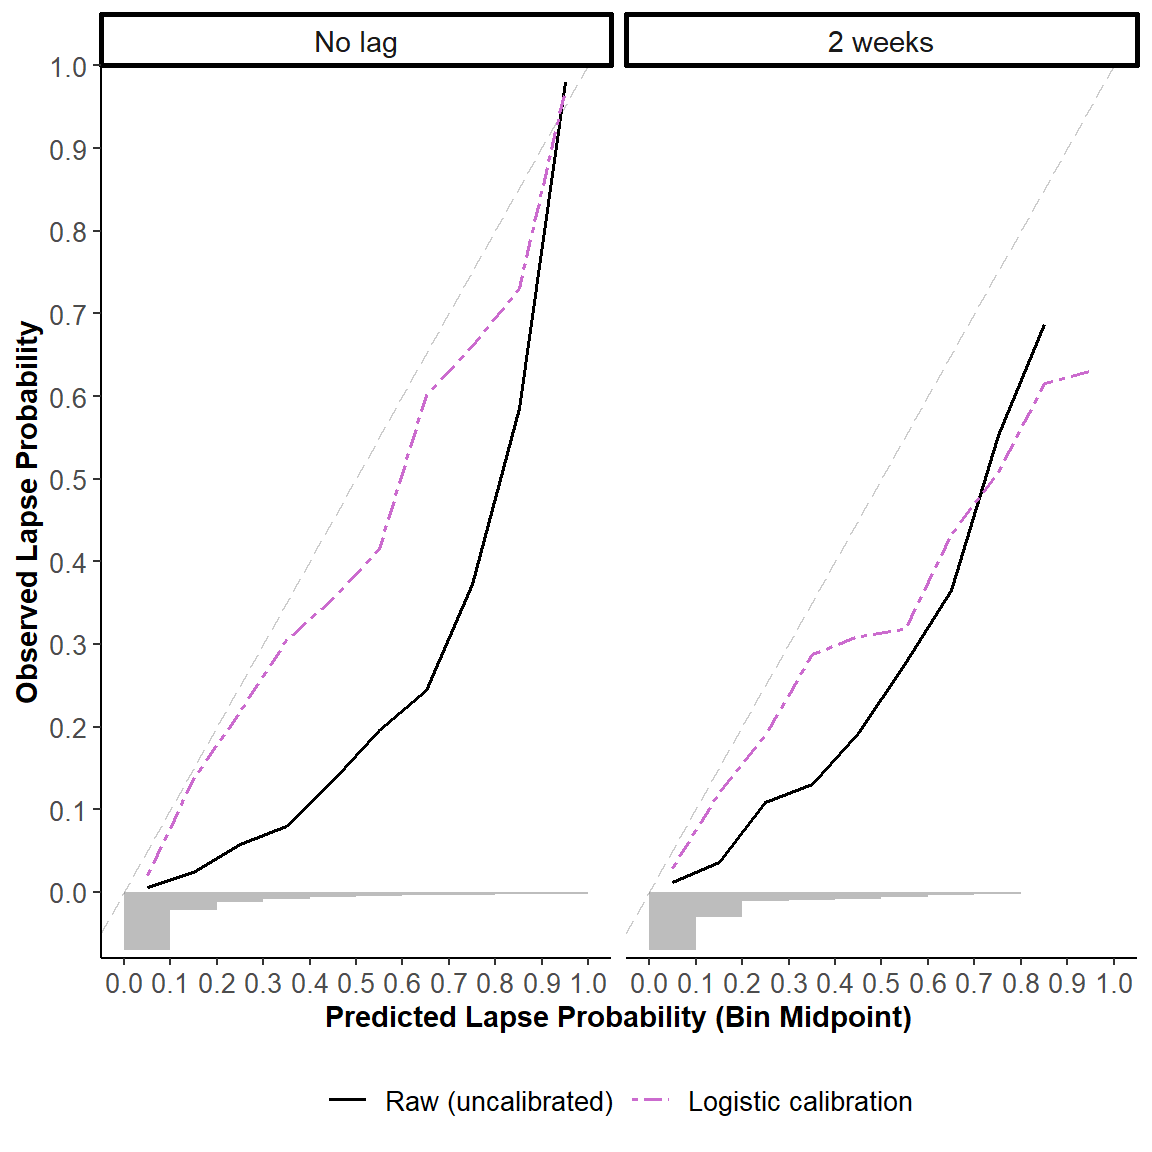 No lag
2 weeks
1.0
0.9
0.8
0.7
0.6
0.5
0.4
0.3
0.2
0.1
0.0
Observed Lapse Probability
0.0 0.1 0.2 0.3 0.4 0.5 0.6 0.7 0.8 0.9 1.0
0.0 0.1 0.2 0.3 0.4 0.5 0.6 0.7 0.8 0.9 1.0
Predicted Lapse Probability (Bin Midpoint)
Raw (uncalibrated)
Logistic calibration